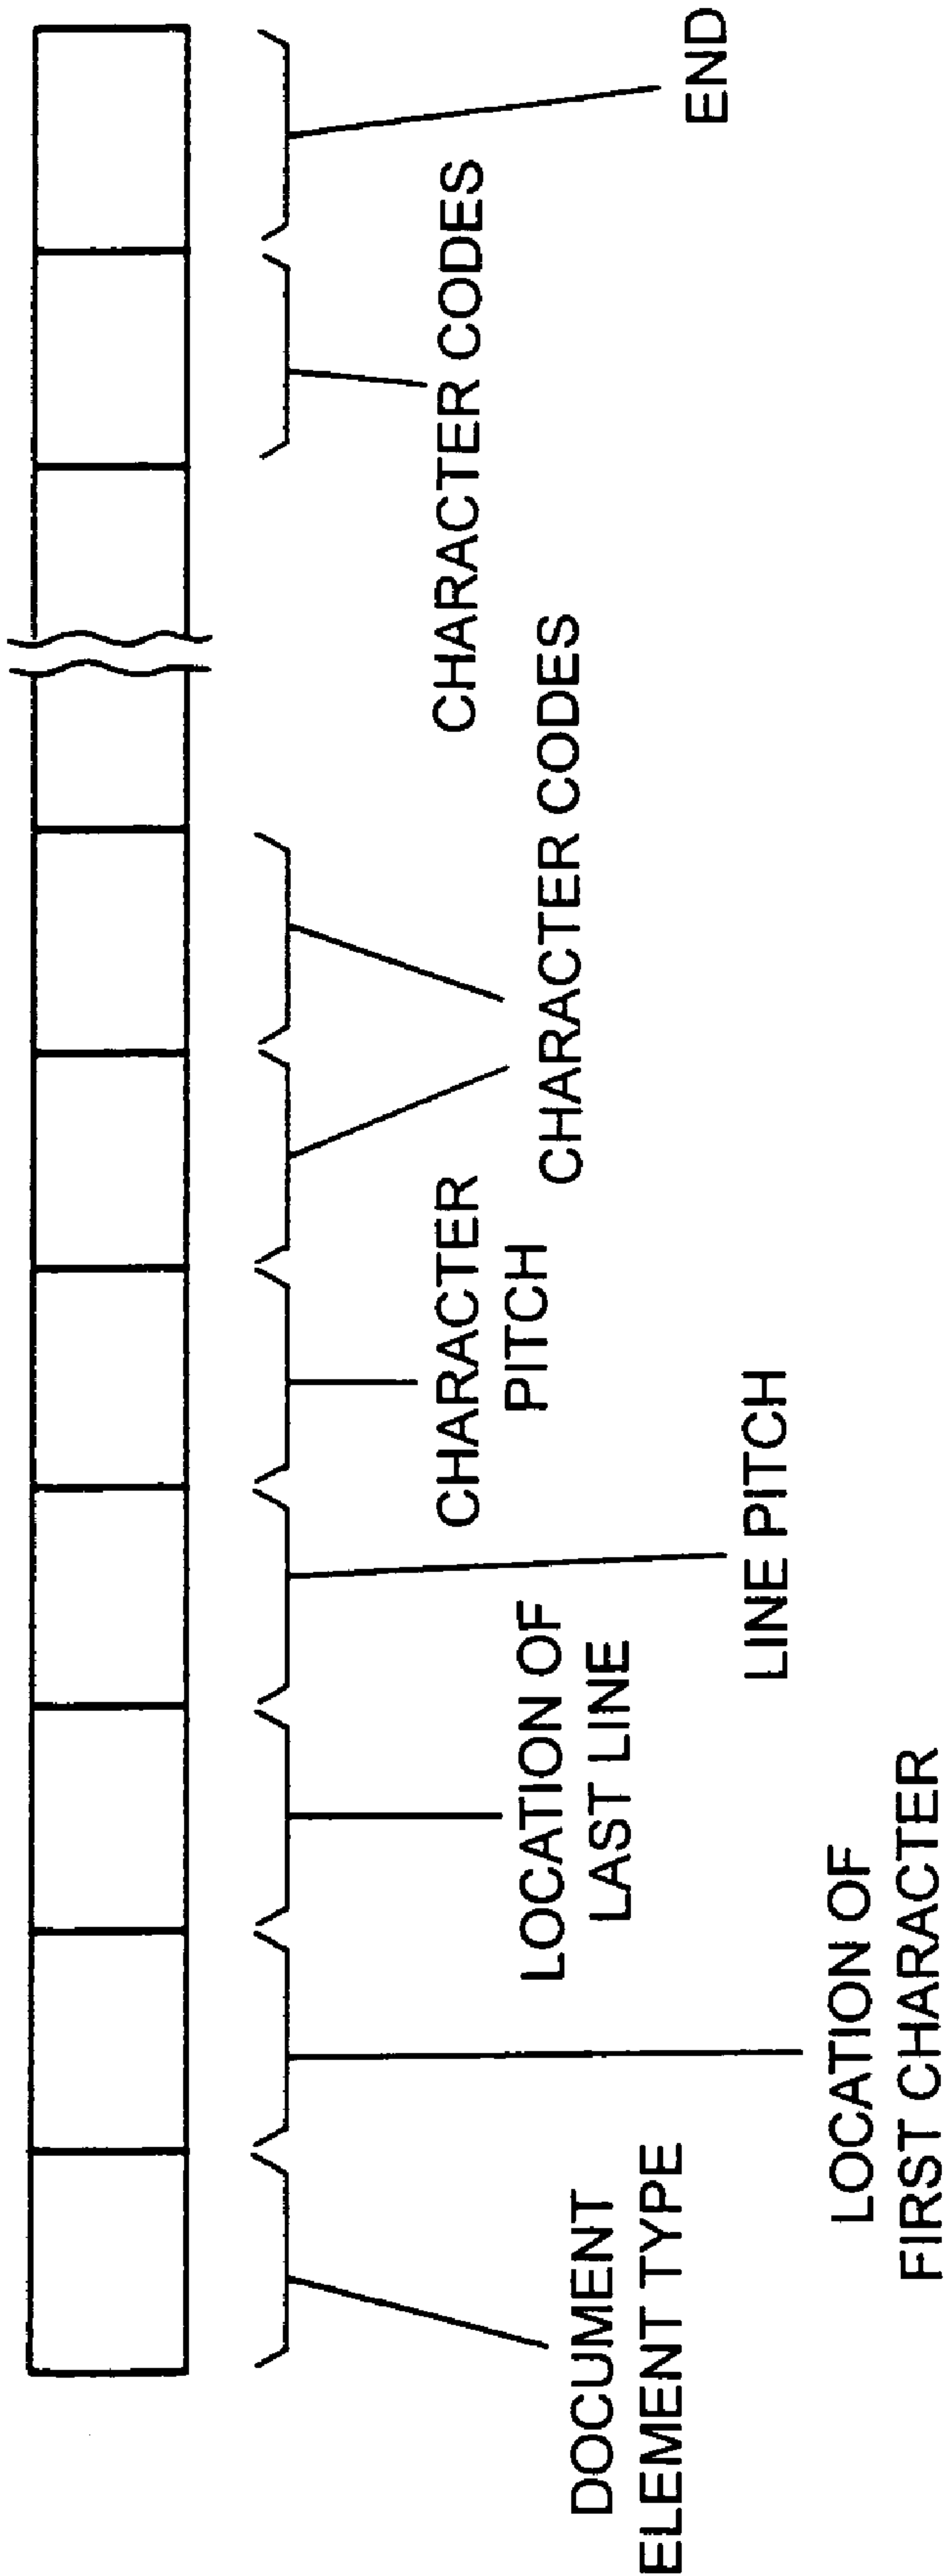 DOCUMENT
ELEMENT TYPE
LOCATION OF
FIRST CHARACTER
LOCATION OF
LAST LINE
LINE PITCH
CHARACTER
PITCH
CHARACTER CODES
CHARACTER CODES
END